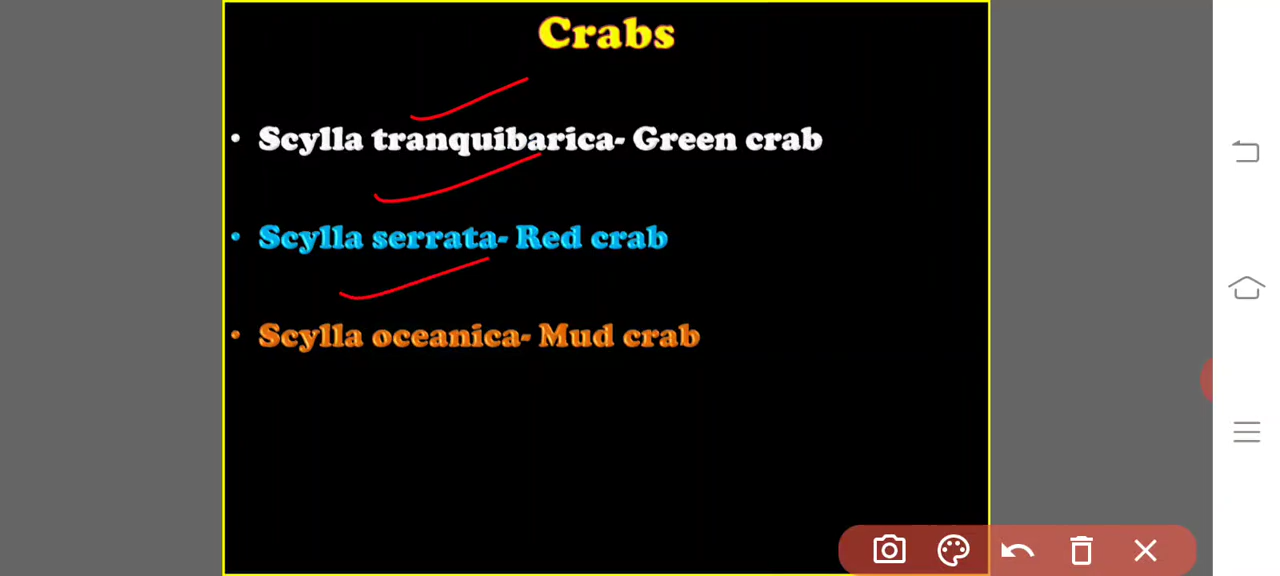 Crabs
• Scylla tranquibarica- Green crab
• Scylla serrata- Red crab
• Scylla oceanica- Mud crab